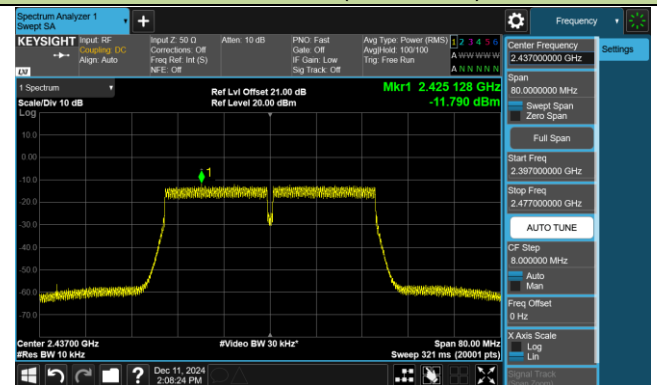 Spectrum Analyzer 1
Swept SA
Frequency
KEYSIGHT
Input: RF
Coupling: DC
Align: Auto
Input Z: 50 Ω
Corrections: Off
Freq Ref: Int (S)
NFE: Off
Atten: 10 dB
PNO: Fast
Gate: Off
IF Gain: Low
Sig Track: Off
Avg Type: Power (RMS)
Avg|Hold: 100/100
Trig: Free Run
1 2 3 4 5 6
A W W W W W
A N N N N N
LXI
Center Frequency
2.437000000 GHz
Settings
Span
80.0000000 MHz
Swept Span
Zero Span
Full Span
Start Freq
2.397000000 GHz
Stop Freq
2.477000000 GHz
AUTO TUNE
CF Step
8.000000 MHz
Auto
Man
Freq Offset
0 Hz
X Axis Scale
Log
Lin
Signal Track
1 Spectrum
Scale/Div 10 dB
Log
Ref Lvl Offset 21.00 dB
Ref Level 20.00 dBm
Mkr1 2.425 128 GHz
-11.790 dBm
10.0
0.00
-10.0
-20.0
-30.0
-40.0
-50.0
-60.0
-70.0
1
Center 2.43700 GHz
#Res BW 10 kHz
#Video BW 30 kHz*
Span 80.00 MHz
Sweep 321 ms (20001 pts)
?
Dec 11, 2024
2:08:24 PM